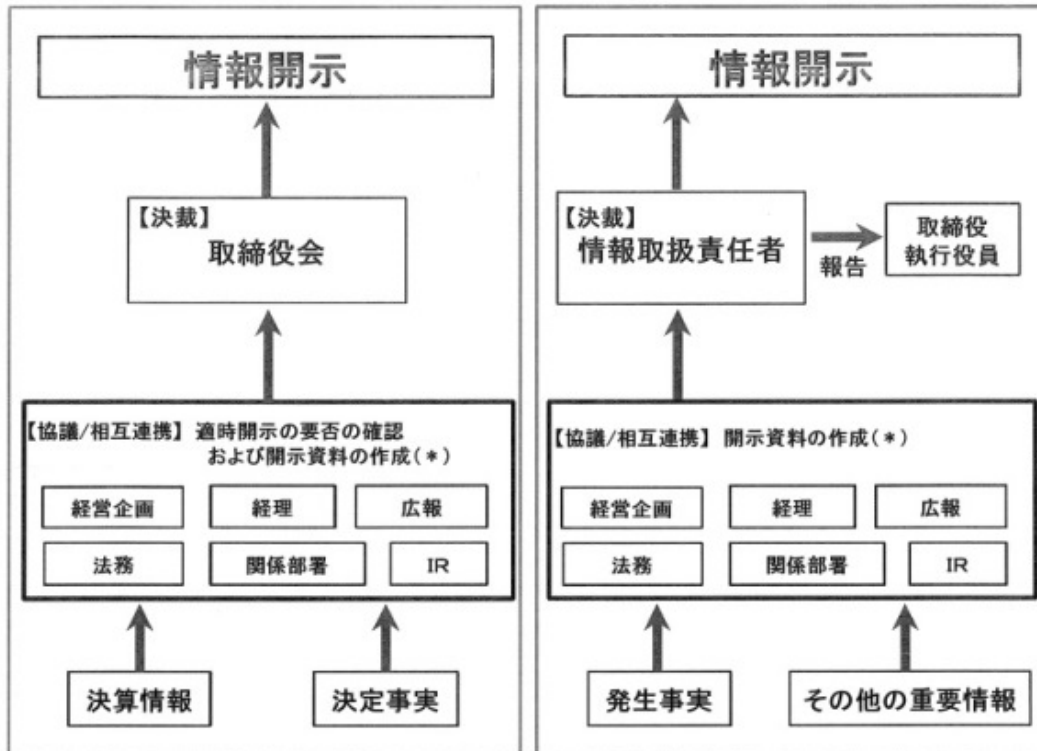 情報開示
【決裁】
取締役会
【協議/相互連携】 適時開示の要否の確認
および開示資料の作成(*)
経営企画
経理
広報
法務
関係部署
IR
決算情報
決定事実
情報開示
【決裁】
情報取扱責任者
報告
取締役
執行役員
【協議/相互連携】 開示資料の作成(*)
経営企画
経理
広報
法務
関係部署
IR
発生事実
その他の重要情報